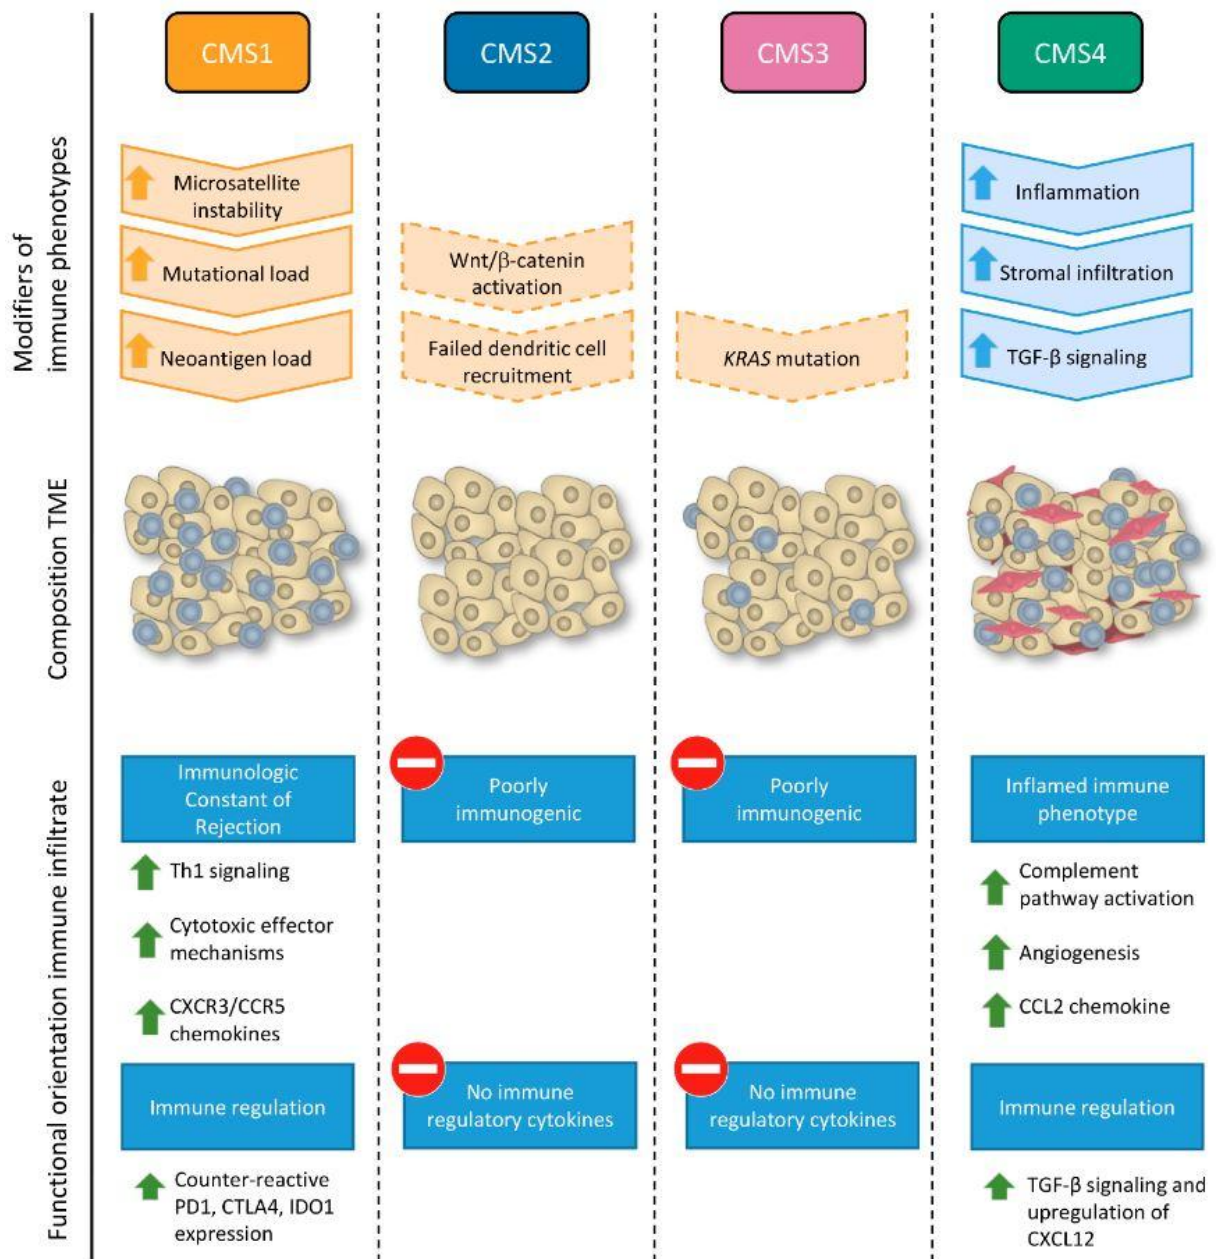 CMS1
CMS2
CMS3
CMS4
Modifiers of
immune phenotypes
Microsatellite
instability
Mutational load
Neoantigen load
Wnt/β-catenin
activation
Failed dendritic cell
recruitment
KRAS mutation
Inflammation
Stromal infiltration
TGF-β signaling
Composition TME
Functional orientation immune infiltrate
Immunologic
Constant of
Rejection
Th1 signaling
Cytotoxic effector
mechanisms
CXCR3/CCR5
chemokines
Immune regulation
Counter-reactive
PD1, CTLA4, IDO1
expression
Poorly
immunogenic
No immune
regulatory cytokines
Poorly
immunogenic
No immune
regulatory cytokines
Inflamed immune
phenotype
Complement
pathway activation
Angiogenesis
CCL2 chemokine
Immune regulation
TGF-β signaling and
upregulation of
CXCL12